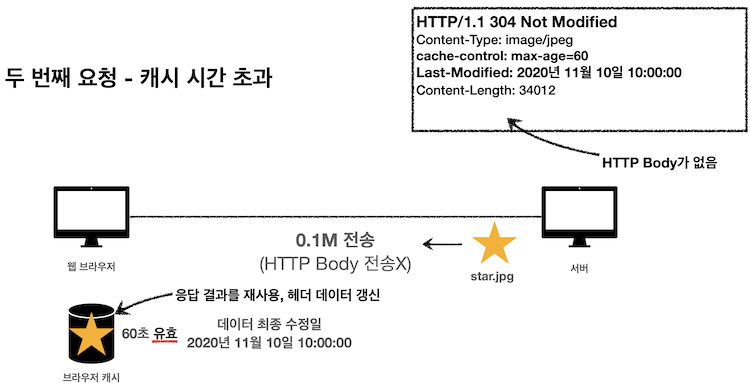 HTTP/1.1 304 Not Modified
Content-Type: image/jpeg
cache-control: max-age=60
Last-Modified: 2020년 11월 10일 10:00:00
Content-Length: 34012
두 번째 요청 - 캐시 시간 초과
HTTP Body가 없음
0.1M 전송
(HTTP Body 전송X)
star.jpg
웹 브라우저
서버
응답 결과를 재사용, 헤더 데이터 갱신
60초 유효
데이터 최종 수정일
2020년 11월 10일 10:00:00
브라우저 캐시